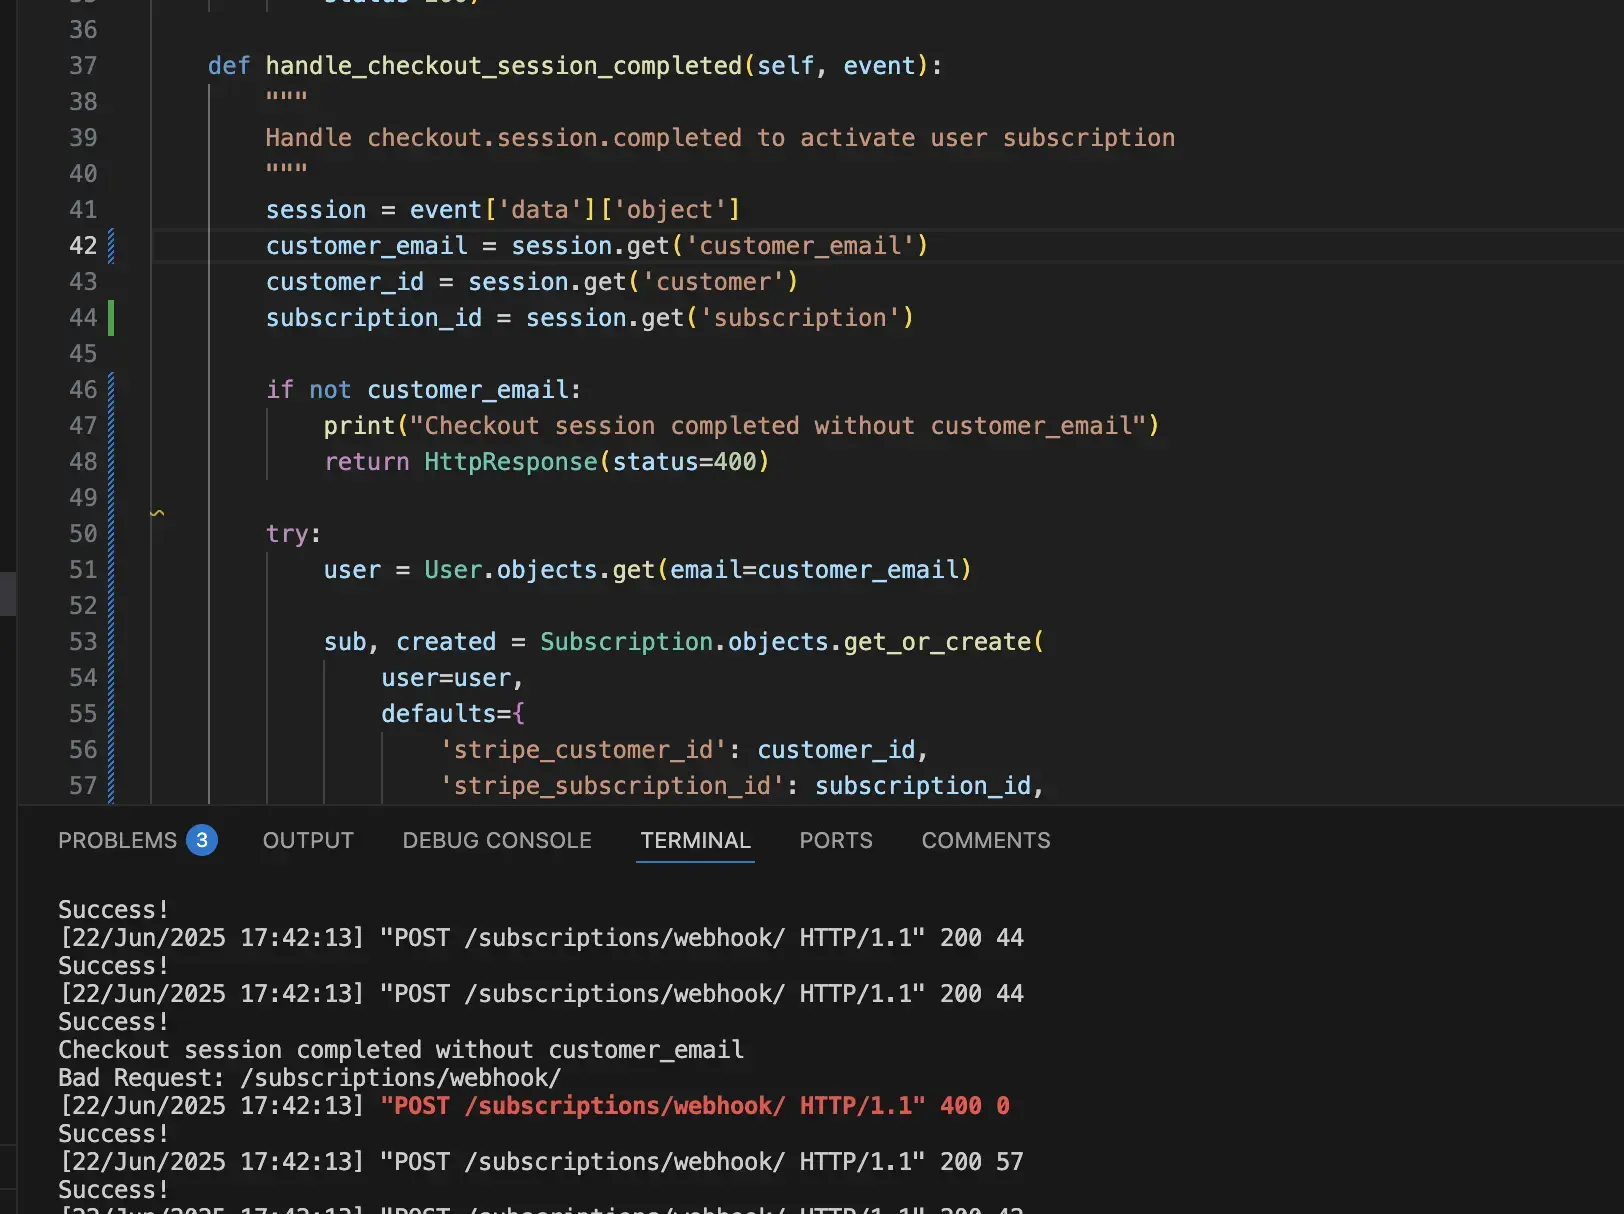 36
37 def handle_checkout_session_completed(self, event):
38 """
39 Handle checkout.session.completed to activate user subscription
40 """
41 session = event['data']['object']
42 customer_email = session.get('customer_email')
43 customer_id = session.get('customer')
44 subscription_id = session.get('subscription')
45
46 if not customer_email:
47 print("Checkout session completed without customer_email")
48 return HttpResponse(status=400)
49
50 try:
51 user = User.objects.get(email=customer_email)
52
53 sub, created = Subscription.objects.get_or_create(
54 user=user,
55 defaults={
56 'stripe_customer_id': customer_id,
57 'stripe_subscription_id': subscription_id,
PROBLEMS 3 OUTPUT DEBUG CONSOLE TERMINAL PORTS COMMENTS
Success!
[22/Jun/2025 17:42:13] "POST /subscriptions/webhook/ HTTP/1.1" 200 44
Success!
[22/Jun/2025 17:42:13] "POST /subscriptions/webhook/ HTTP/1.1" 200 44
Success!
Checkout session completed without customer_email
Bad Request: /subscriptions/webhook/
[22/Jun/2025 17:42:13] "POST /subscriptions/webhook/ HTTP/1.1" 400 0
Success!
[22/Jun/2025 17:42:13] "POST /subscriptions/webhook/ HTTP/1.1" 200 57
Success!